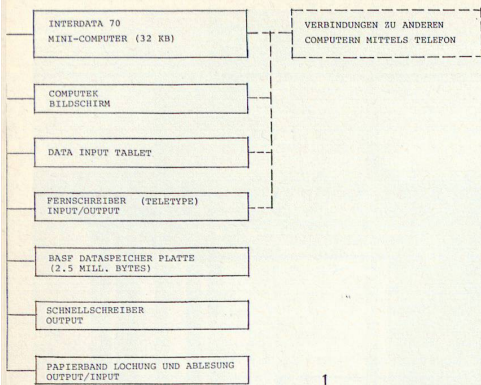 INTERDATA 70
MINI-COMPUTER (32 KB)
VERBINDUNGEN ZU ANDEREN
COMPUTERN MITTELS TELEFON
COMPUTEK
BILDSCHIRM
DATA INPUT TABLET
FERNSCHREIBER (TELETYPE)
INPUT/OUTPUT
BASF DATASPEICHER PLATTE
(2.5 MILL. BYTES)
SCHNELLSCHREIBER
OUTPUT
PAPIERBAND LOCHUNG UND ABLESUNG
OUTPUT/INPUT
1